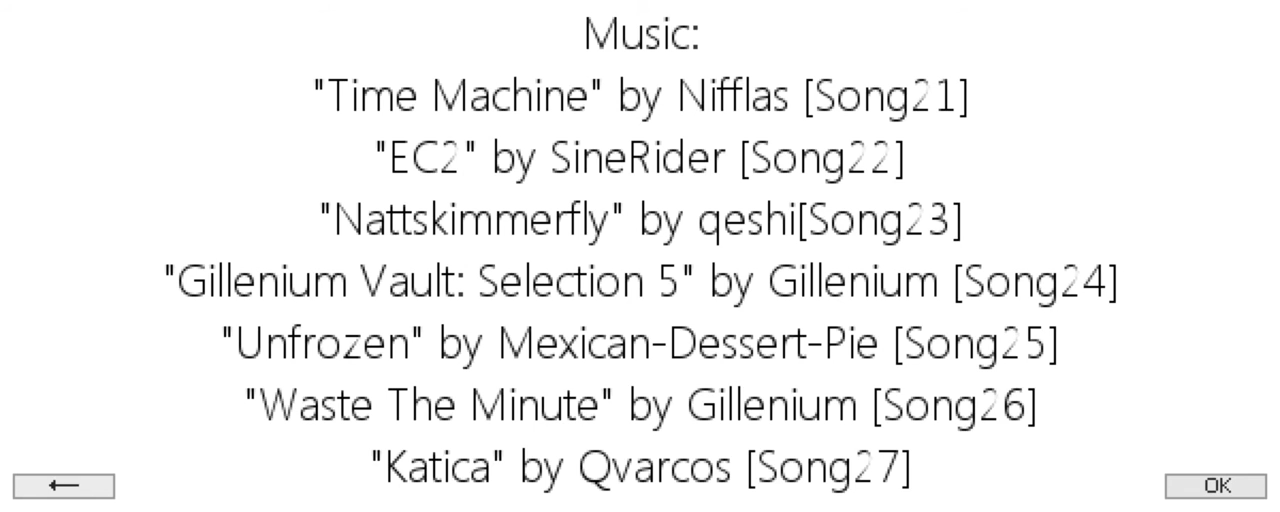 Music:
"Time Machine" by Nifflas [Song21]
"EC2" by SineRider [Song22]
"Nattskimmerfly" by qeshi[Song23]
"Gillenium Vault: Selection 5" by Gillenium [Song24]
"Unfrozen" by Mexican-Dessert-Pie [Song25]
"Waste The Minute" by Gillenium [Song26]
"Katica" by Qvarcos [Song27]
← OK